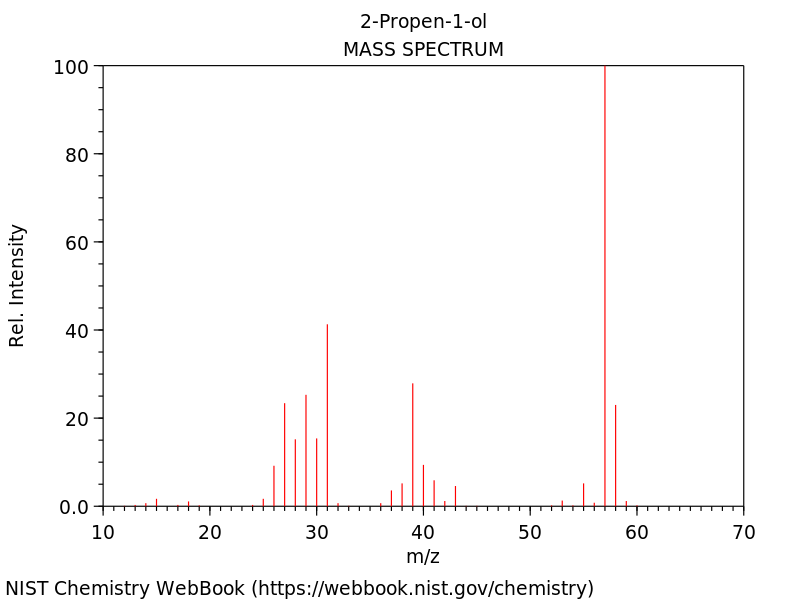 2-Propen-1-ol
MASS SPECTRUM
100
80
60
40
20
0.0
Rel. Intensity
10 20 30 40 50 60 70
m/z
NIST Chemistry WebBook (https://webbook.nist.gov/chemistry)